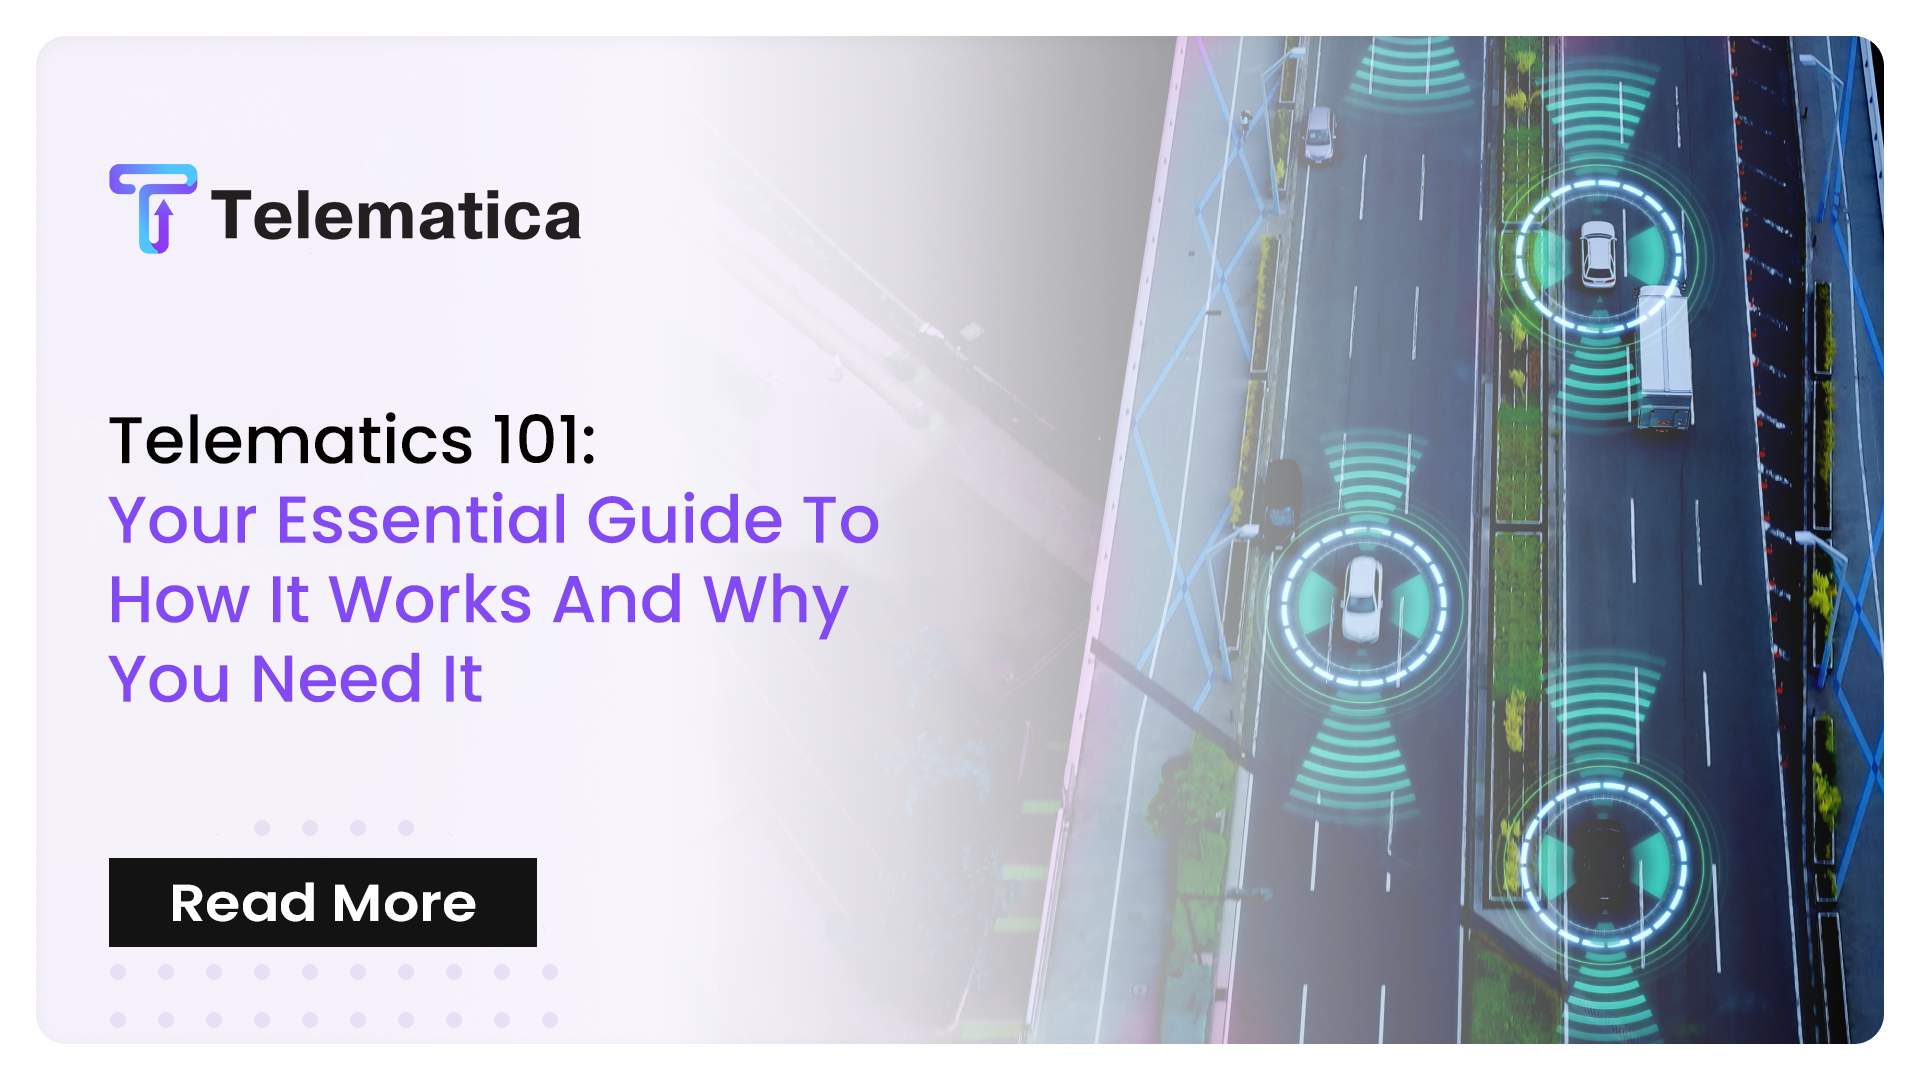 Telematica
Telematics 101:
Your Essential Guide To
How It Works And Why
You Need It
Read More